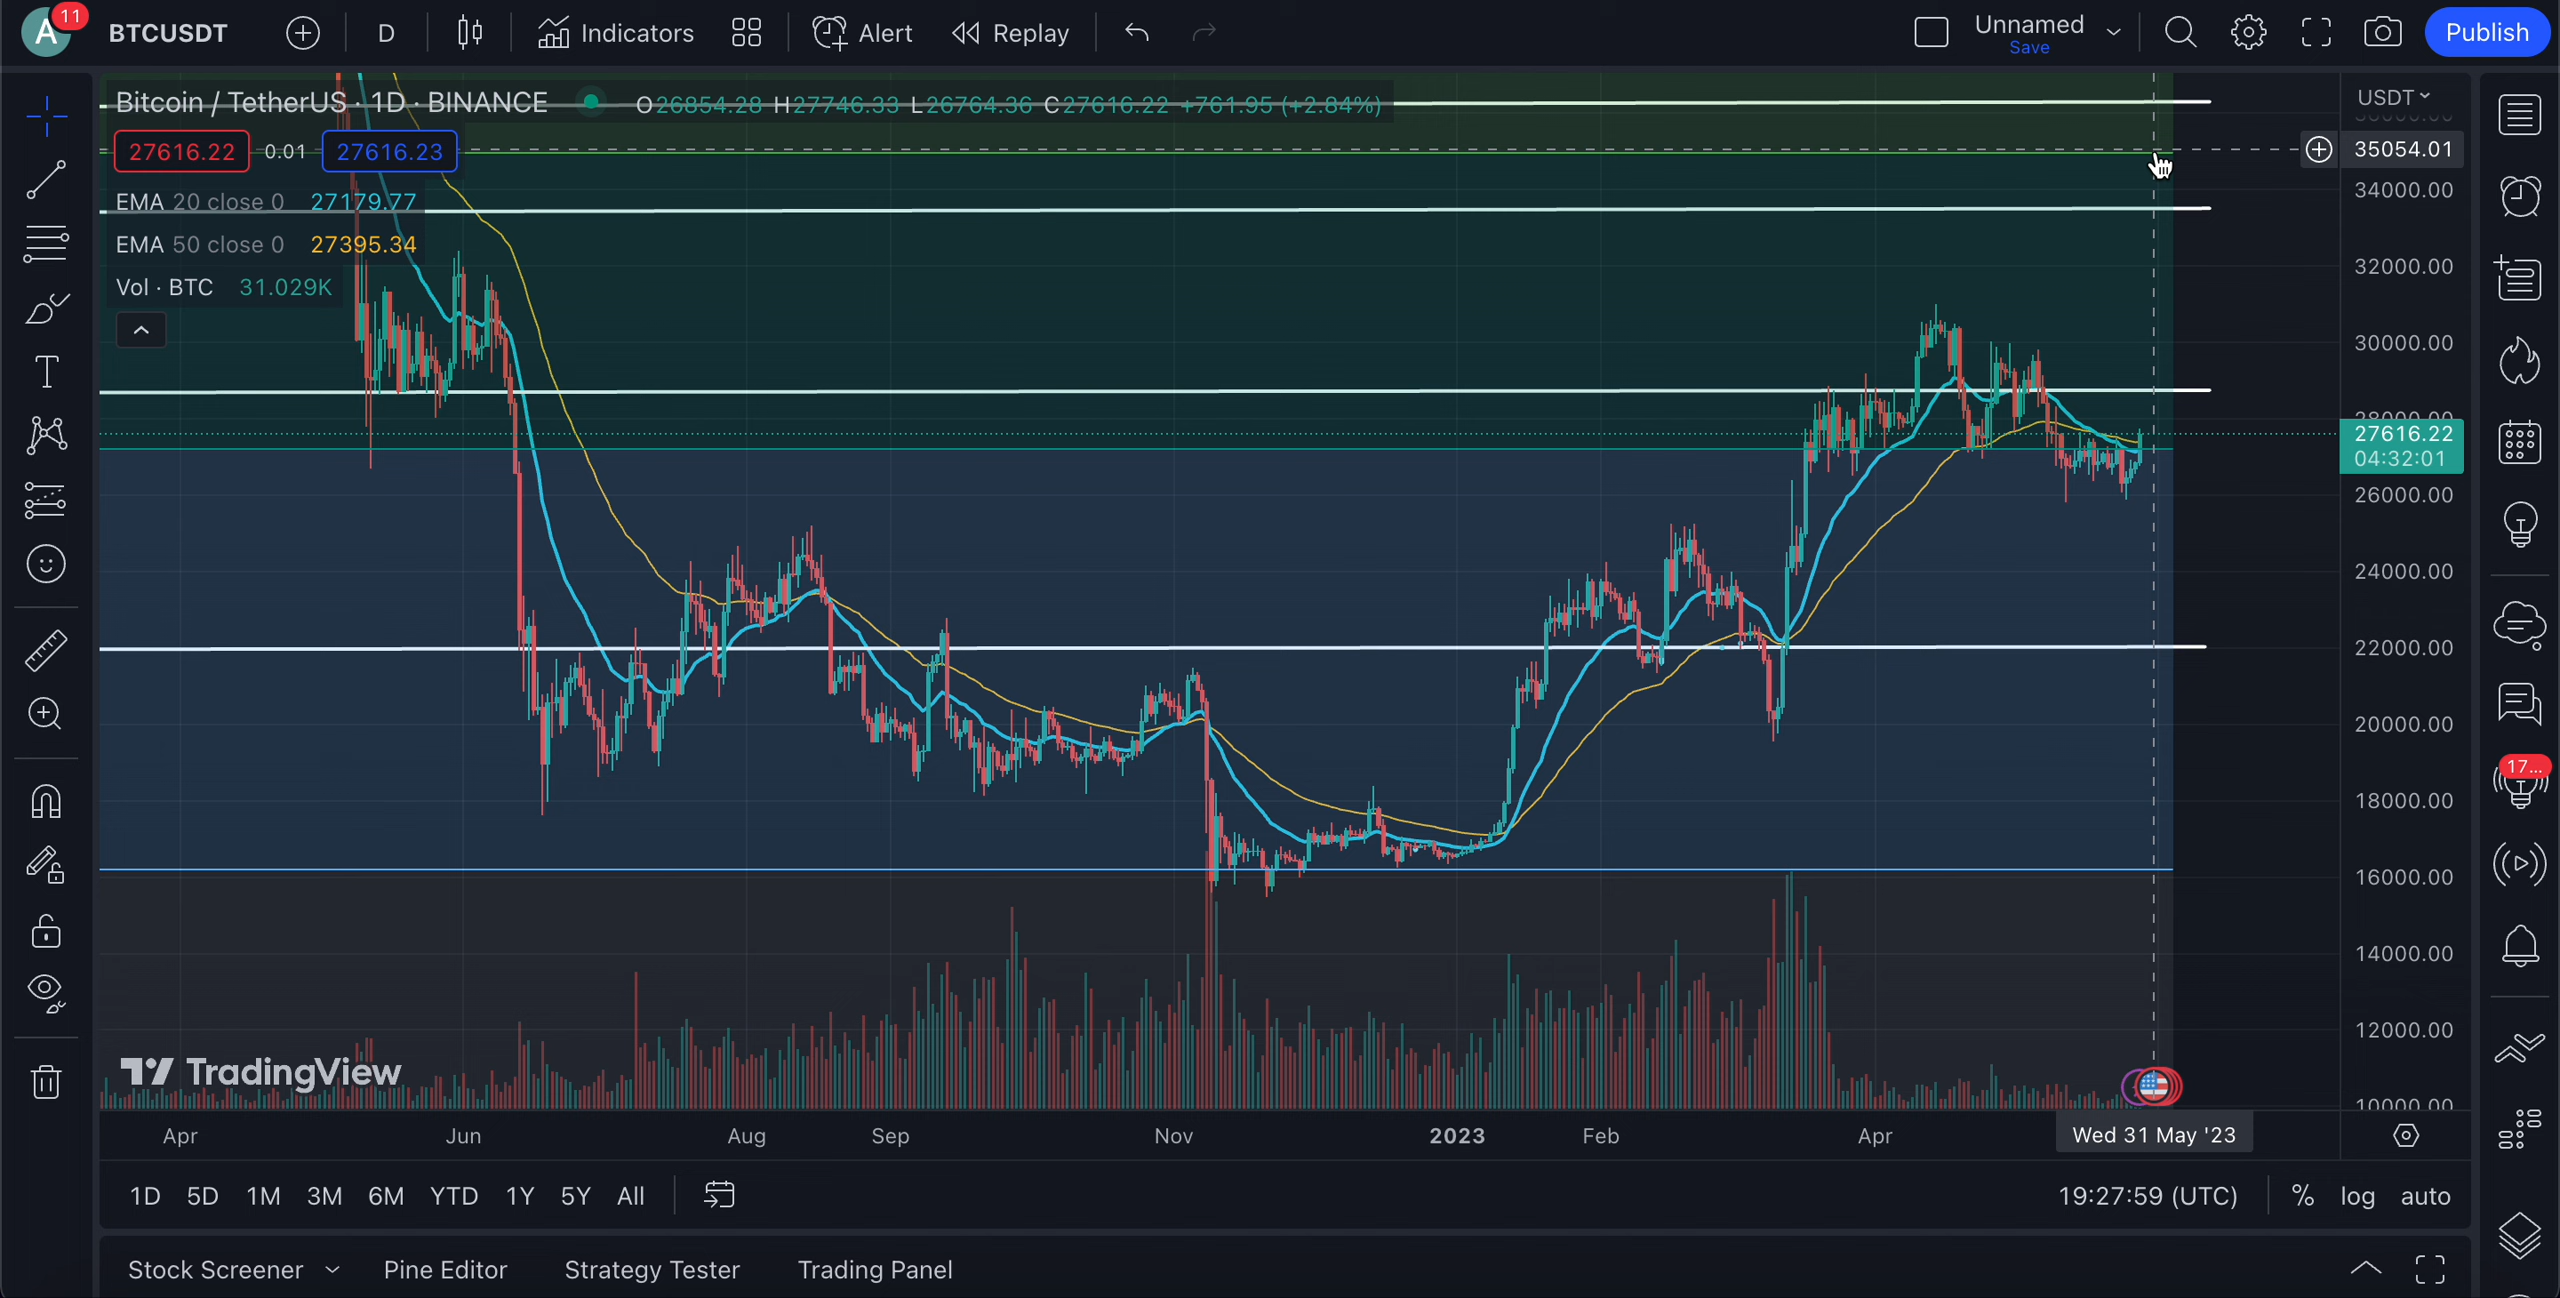 A 11 BTCUSDT D Indicators Alert Replay Unnamed Publish
Save
Bitcoin / TetherUS · 1D · BINANCE O26854.28 H27746.33 L26764.36 C27616.22 +761.95 (+2.84%)
27616.22 0.01 27616.23
EMA 20 close 0 27179.77
EMA 50 close 0 27395.34
Vol · BTC 31.029K
USDT
35054.01
34000.00
32000.00
30000.00
28000.00
27616.22
04:32:01
26000.00
24000.00
22000.00
20000.00
18000.00
16000.00
14000.00
12000.00
10000.00
17...
TradingView
Apr Jun Aug Sep Nov 2023 Feb Apr Wed 31 May '23
1D 5D 1M 3M 6M YTD 1Y 5Y All 19:27:59 (UTC) % log auto
Stock Screener Pine Editor Strategy Tester Trading Panel